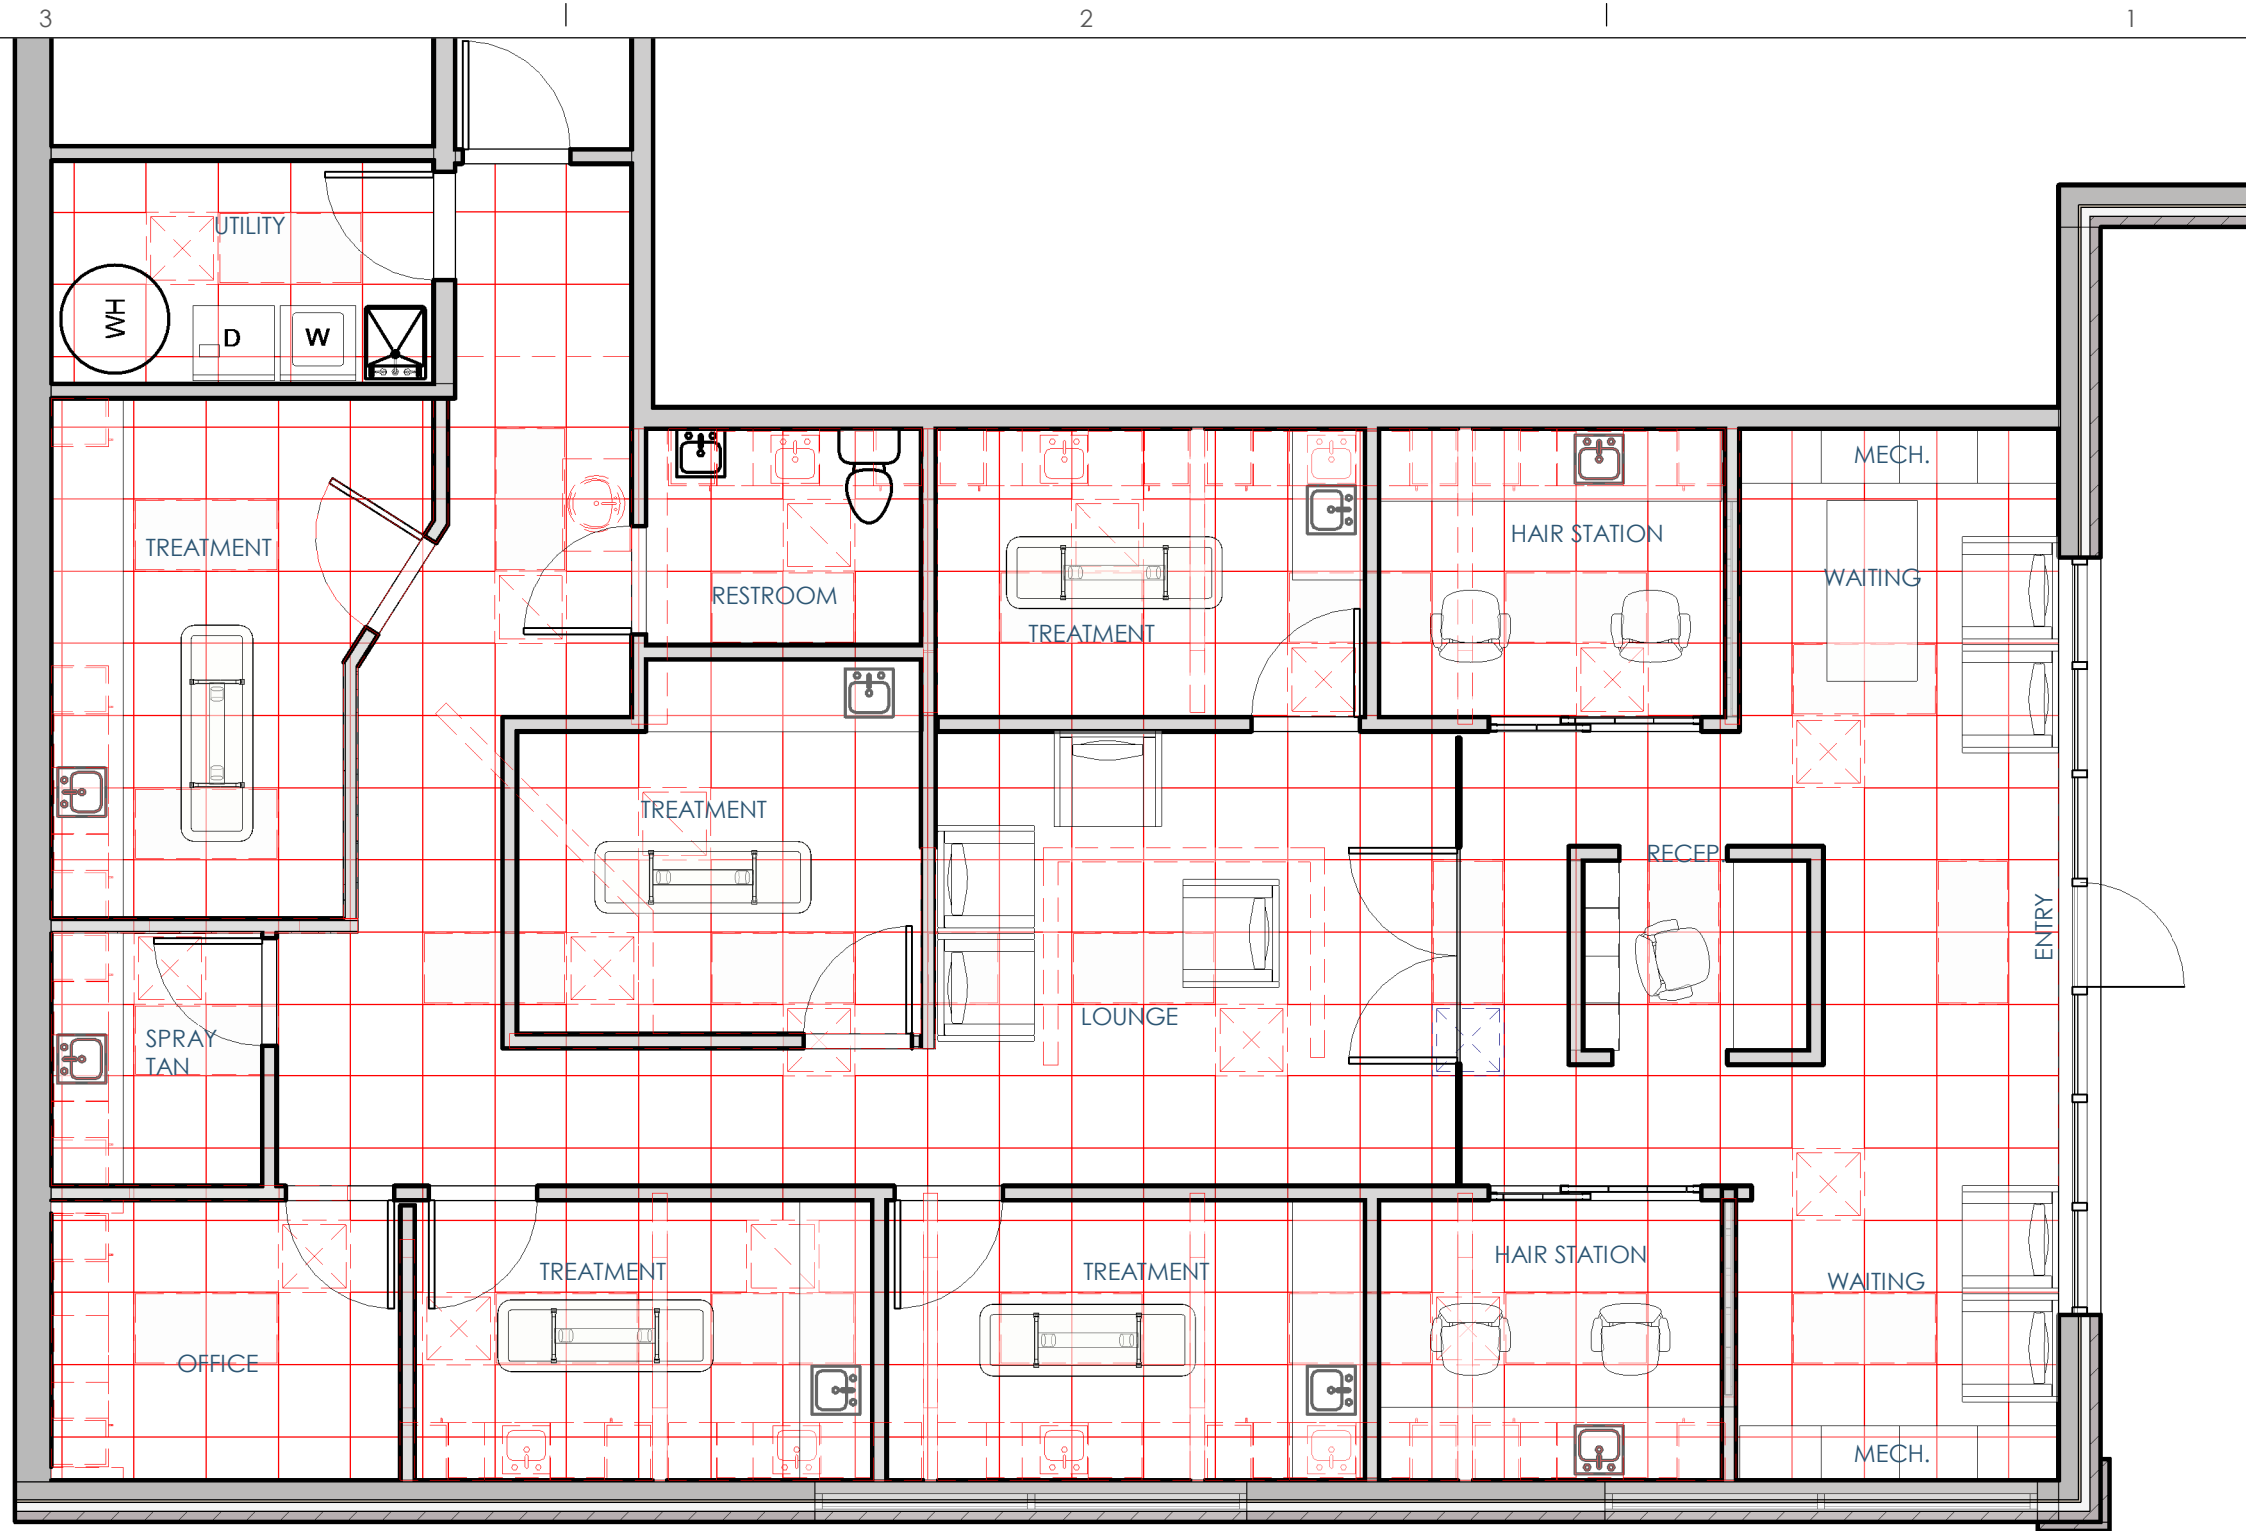 3
2
1
UTILITY
WH
D
W
MECH.
TREATMENT
HAIR STATION
WAITING
RESTROOM
TREATMENT
TREATMENT
RECEP.
ENTRY
LOUNGE
SPRAY
TAN
TREATMENT
TREATMENT
HAIR STATION
WAITING
OFFICE
MECH.